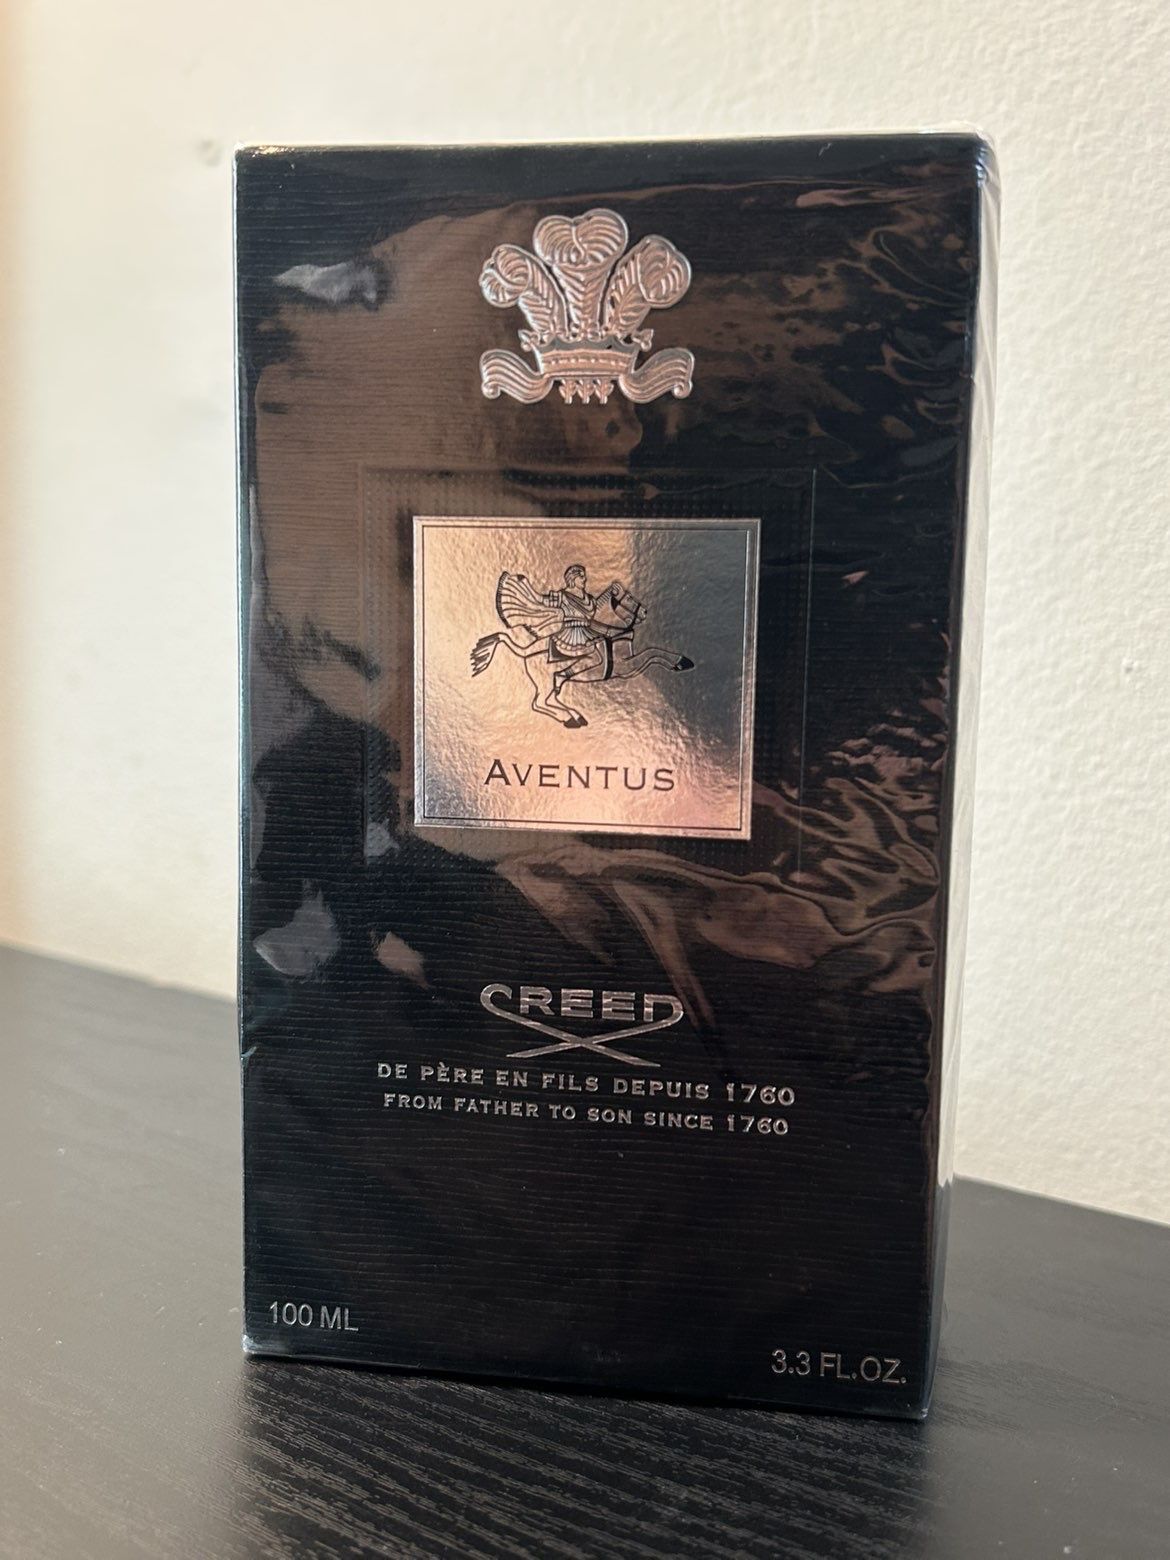 AVENTUS
CREED
DE PÈRE EN FILS DEPUIS 1760
FROM FATHER TO SON SINCE 1760
100 ML
3.3 FL.OZ.